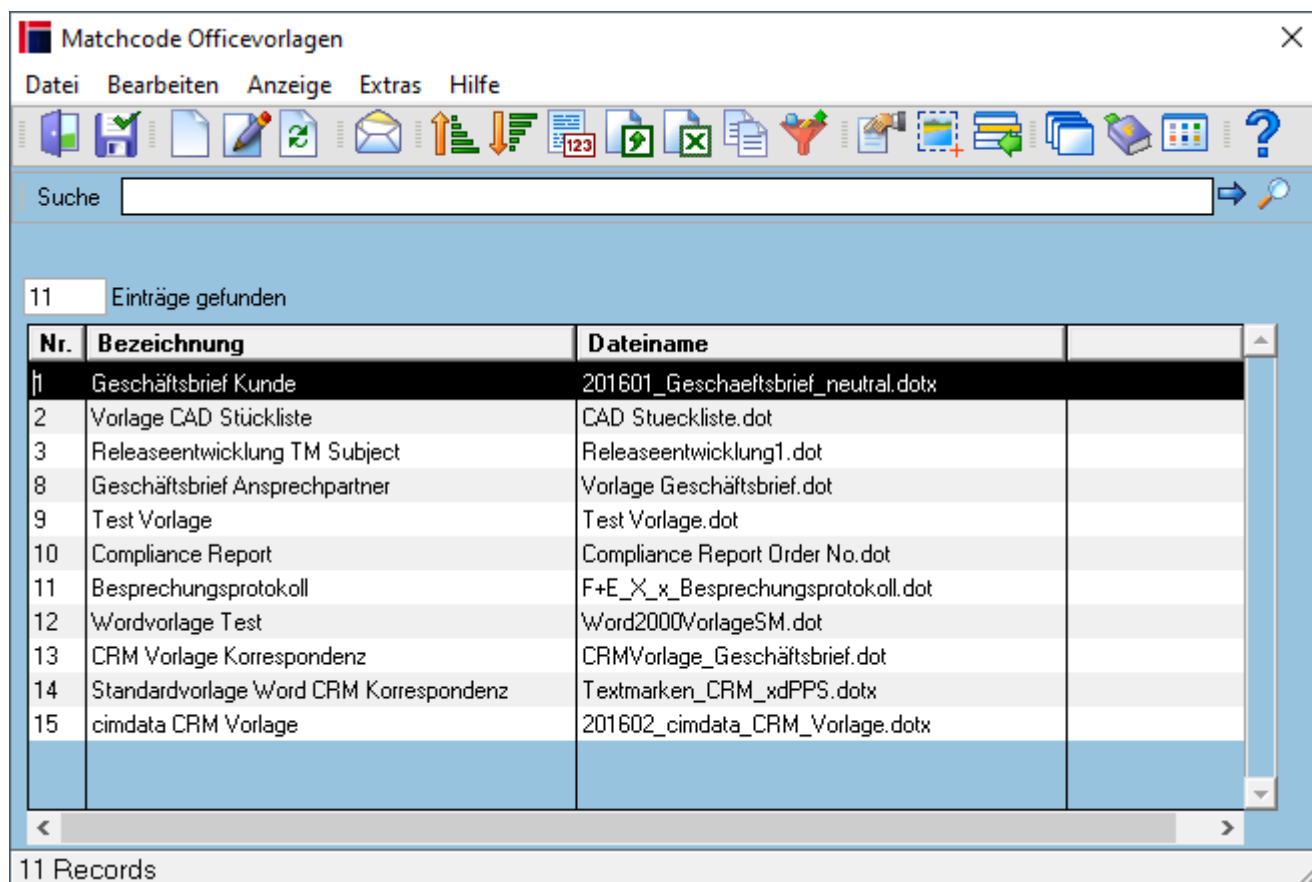 Matchcode Officevorlagen
Datei Bearbeiten Anzeige Extras Hilfe
123
Suche
11 Einträge gefunden
Nr. Bezeichnung Dateiname
1 Geschäftsbrief Kunde 201601_Geschaeftsbrief_neutral.dotx
2 Vorlage CAD Stückliste CAD Stueckliste.dot
3 Releaseentwicklung TM Subject Releaseentwicklung1.dot
8 Geschäftsbrief Ansprechpartner Vorlage Geschäftsbrief.dot
9 Test Vorlage Test Vorlage.dot
10 Compliance Report Compliance Report Order No.dot
11 Besprechungsprotokoll F+E_X_x_Besprechungsprotokoll.dot
12 Wordvorlage Test Word2000VorlageSM.dot
13 CRM Vorlage Korrespondenz CRMVorlage_Geschäftsbrief.dot
14 Standardvorlage Word CRM Korrespondenz Textmarken_CRM_xdPPS.dotx
15 cimdata CRM Vorlage 201602_cimdata_CRM_Vorlage.dotx
11 Records